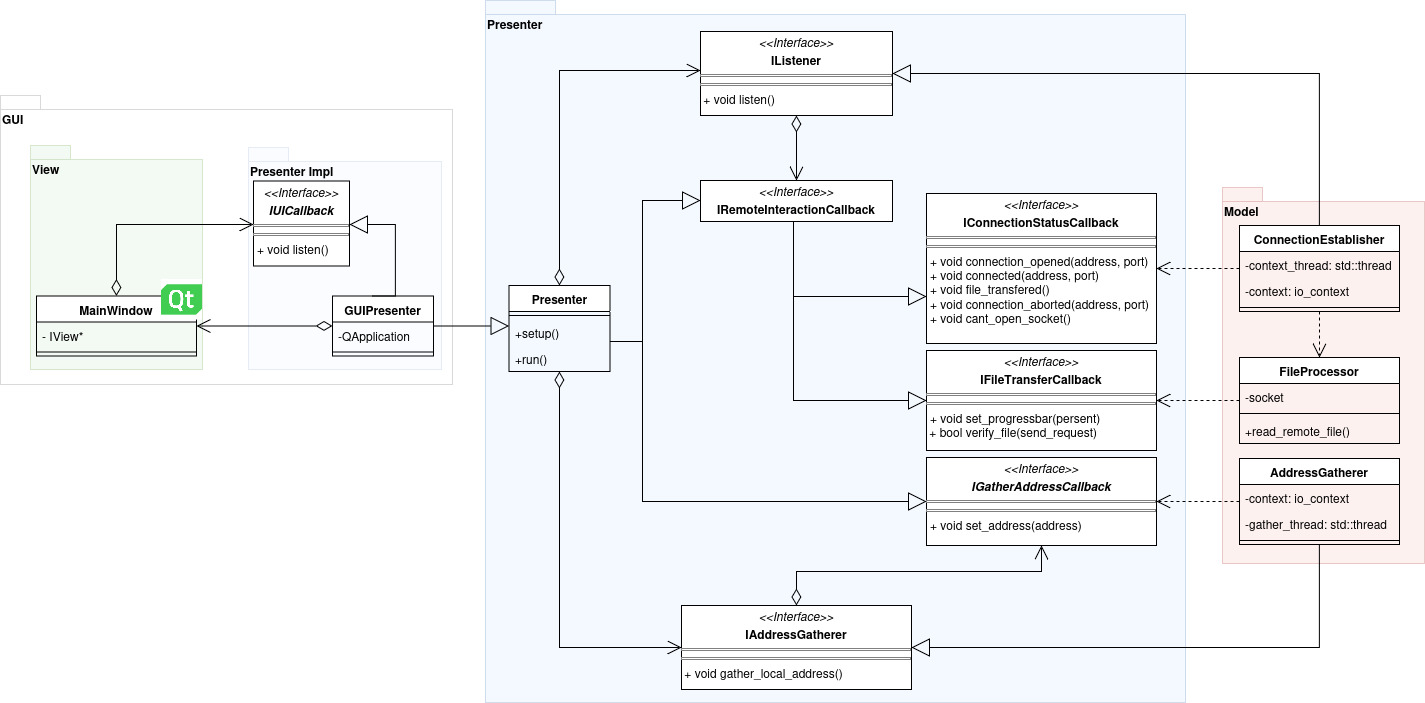 GUI
View
MainWindow
Qt
- IView*
Presenter Impl
<<Interface>>
IUICallback
+ void listen()
GUIPresenter
-QApplication
Presenter
<<Interface>>
IListener
+ void listen()
<<Interface>>
IRemoteInteractionCallback
Presenter
+setup()
+run()
<<Interface>>
IConnectionStatusCallback
+ void connection_opened(address, port)
+ void connected(address, port)
+ void file_transfered()
+ void connection_aborted(address, port)
+ void cant_open_socket()
<<Interface>>
IFileTransferCallback
+ void set_progressbar(persent)
+ bool verify_file(send_request)
<<Interface>>
IGatherAddressCallback
+ void set_address(address)
<<Interface>>
IAddressGatherer
+ void gather_local_address()
Model
ConnectionEstablisher
-context_thread: std::thread
-context: io_context
FileProcessor
-socket
+read_remote_file()
AddressGatherer
-context: io_context
-gather_thread: std::thread